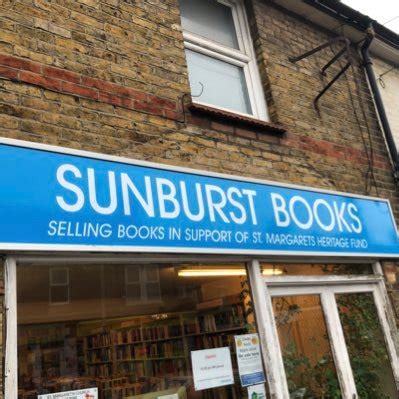 SUNBURST BOOKS
SELLING BOOKS IN SUPPORT OF ST. MARGARETS HERITAGE FUND